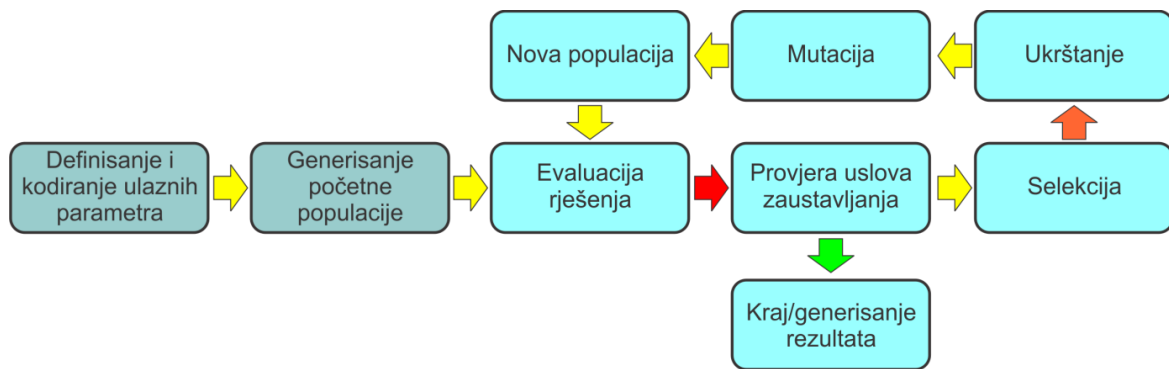 Nova populacija
Mutacija
Ukrštanje
Definisanje i
kodiranje ulaznih
parametra
Generisanje
početne
populacije
Evaluacija
rješenja
Provjera uslova
zaustavljanja
Selekcija
Kraj/generisanje
rezultata